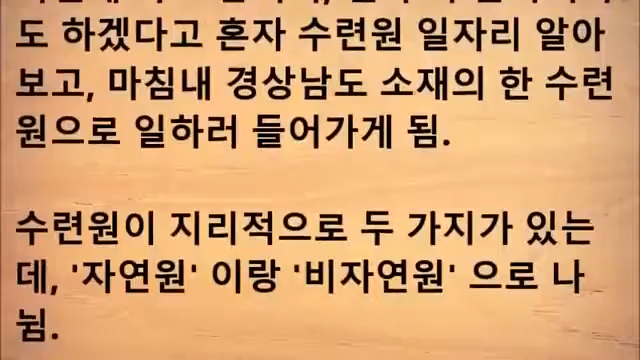 도 하겠다고 혼자 수련원 일자리 알아
보고, 마침내 경상남도 소재의 한 수련
원으로 일하러 들어가게 됨.
수련원이 지리적으로 두 가지가 있는
데, '자연원' 이랑 '비자연원' 으로 나
뉨.